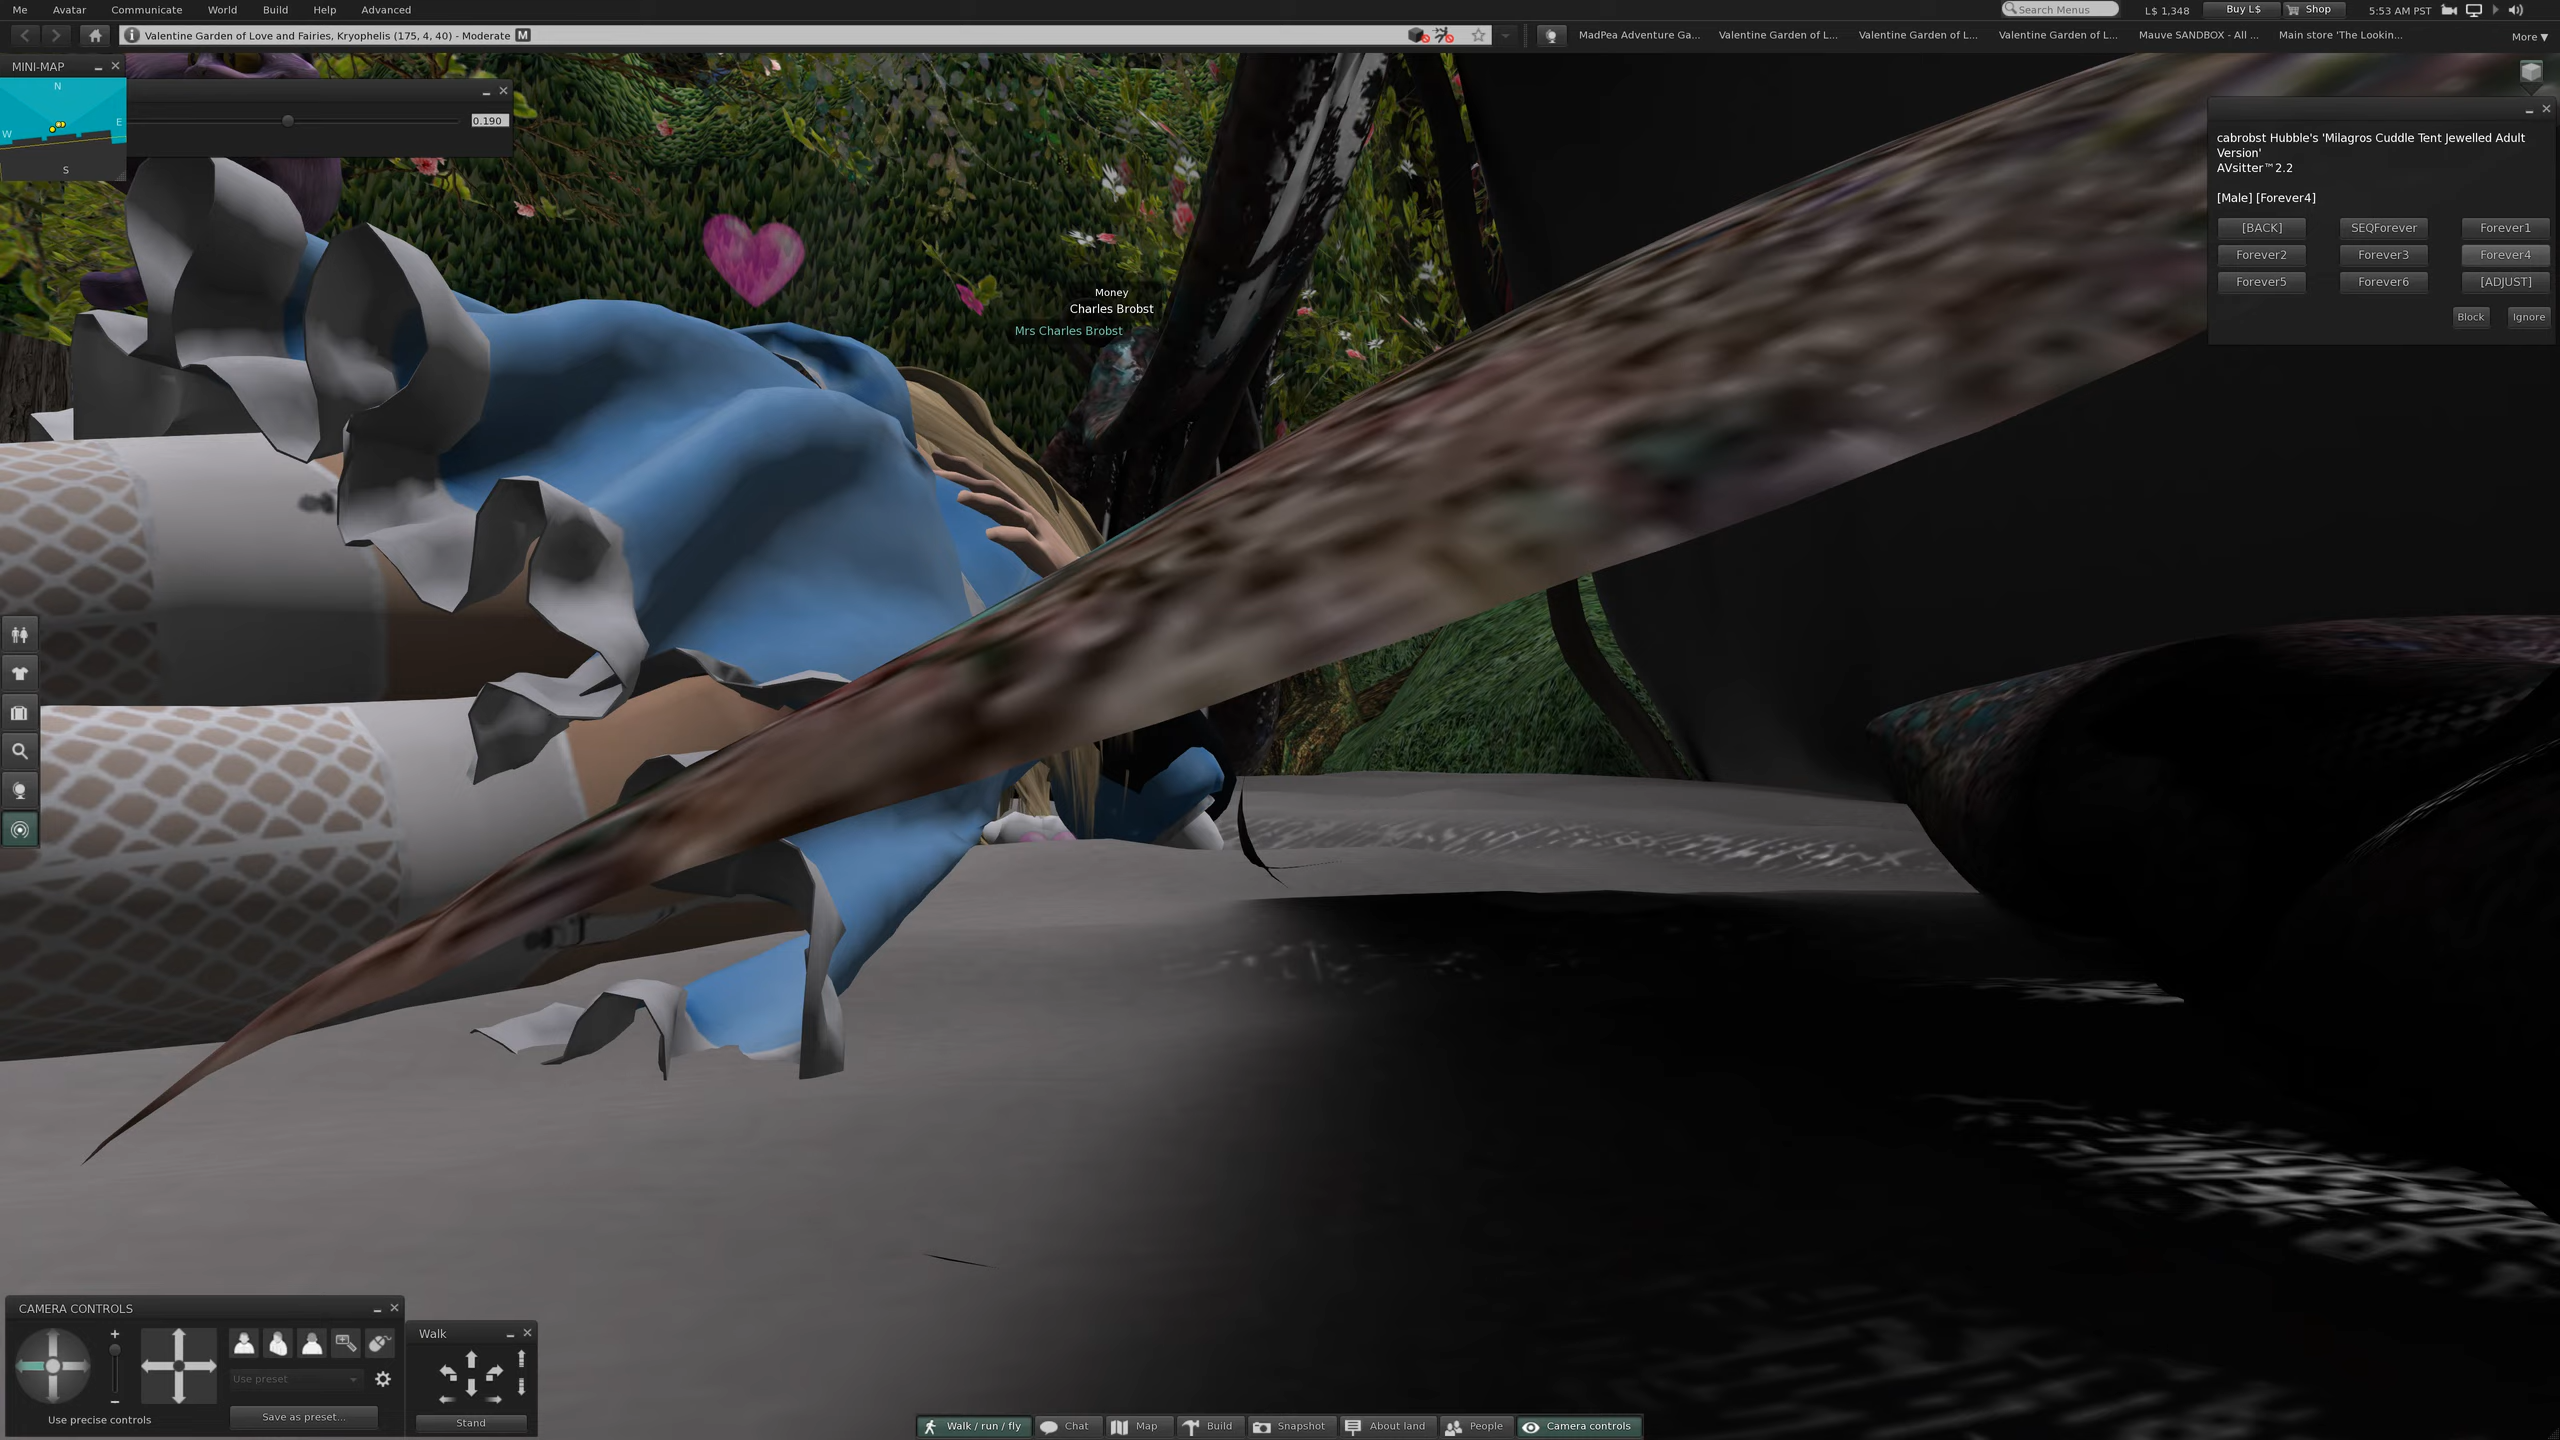 Me Avatar Communicate World Build Help Advanced
Search Menus
L$ 1,348
Buy L$
Shop
5:53 AM PST
Valentine Garden of Love and Fairies, Kryophelis (175, 4, 40) - Moderate M
MadPea Adventure Ga...
Valentine Garden of L...
Valentine Garden of L...
Valentine Garden of L...
Mauve SANDBOX - All ...
Main store 'The Lookin...
More ▼
MINI-MAP
N
W
E
S
0.190
cabrobst Hubble's 'Milagros Cuddle Tent Jewelled Adult
Version'
AVsitter™2.2
[Male] [Forever4]
[BACK] SEQForever Forever1
Forever2 Forever3 Forever4
Forever5 Forever6 [ADJUST]
Block Ignore
Money
Charles Brobst
Mrs Charles Brobst
CAMERA CONTROLS
Use preset
Use precise controls
Save as preset...
Walk
Stand
Walk / run / fly
Chat
Map
Build
Snapshot
About land
People
Camera controls